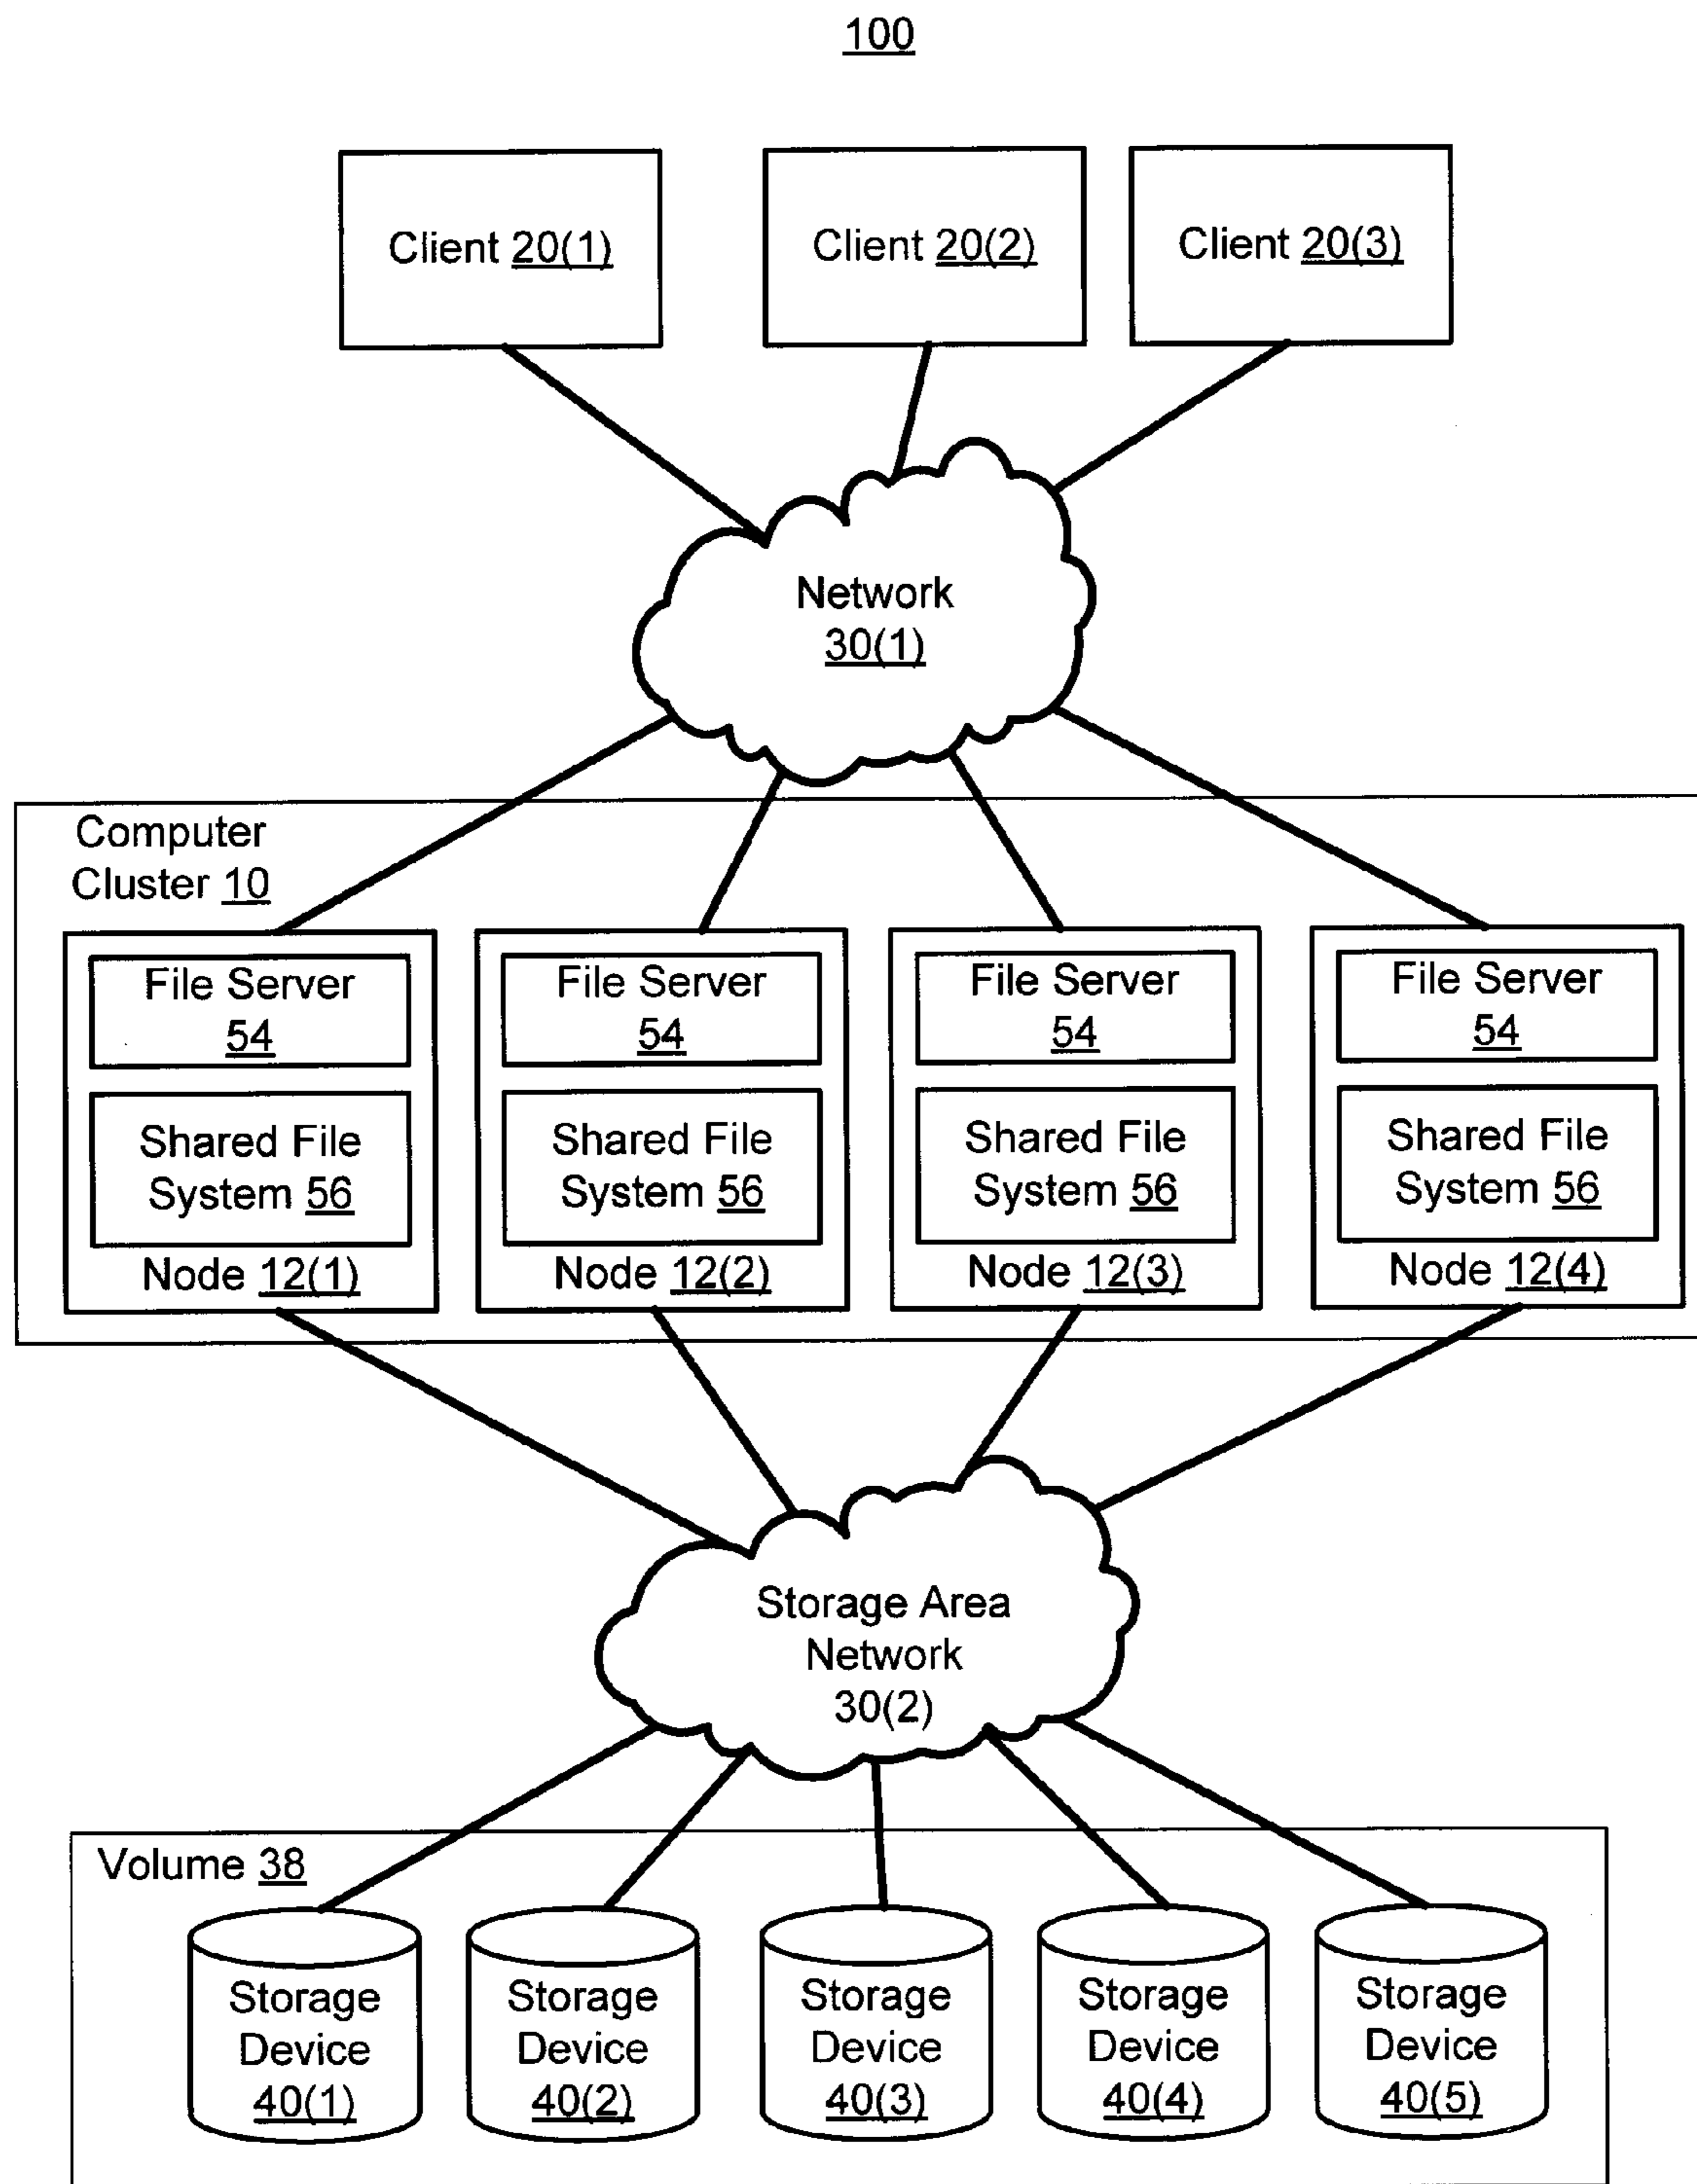 100
Client 20(1)
Client 20(2)
Client 20(3)
Network
30(1)
Computer
Cluster 10
File Server
54
Shared File
System 56
Node 12(1)
File Server
54
Shared File
System 56
Node 12(2)
File Server
54
Shared File
System 56
Node 12(3)
File Server
54
Shared File
System 56
Node 12(4)
Storage Area
Network
30(2)
Volume 38
Storage
Device
40(1)
Storage
Device
40(2)
Storage
Device
40(3)
Storage
Device
40(4)
Storage
Device
40(5)